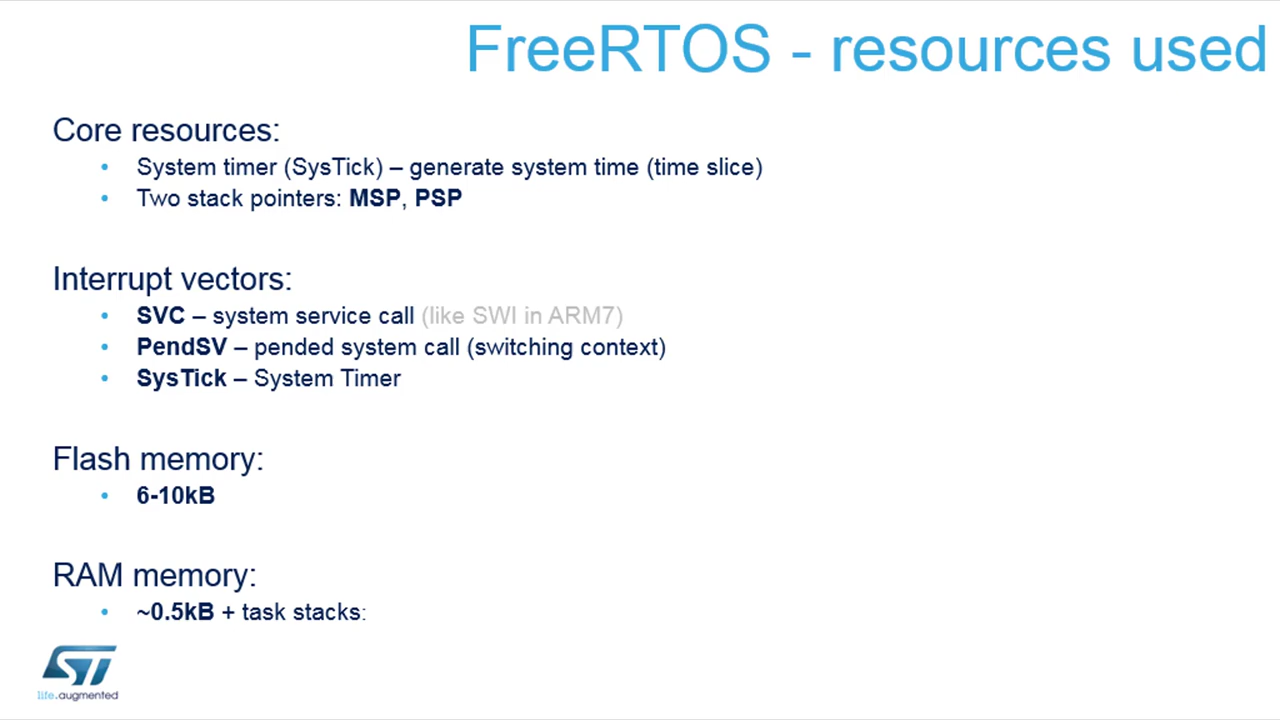 FreeRTOS - resources used
Core resources:
• System timer (SysTick) – generate system time (time slice)
• Two stack pointers: MSP, PSP
Interrupt vectors:
• SVC – system service call (like SWI in ARM7)
• PendSV – pended system call (switching context)
• SysTick – System Timer
Flash memory:
• 6-10kB
RAM memory:
• ~0.5kB + task stacks:
ST
life.augmented